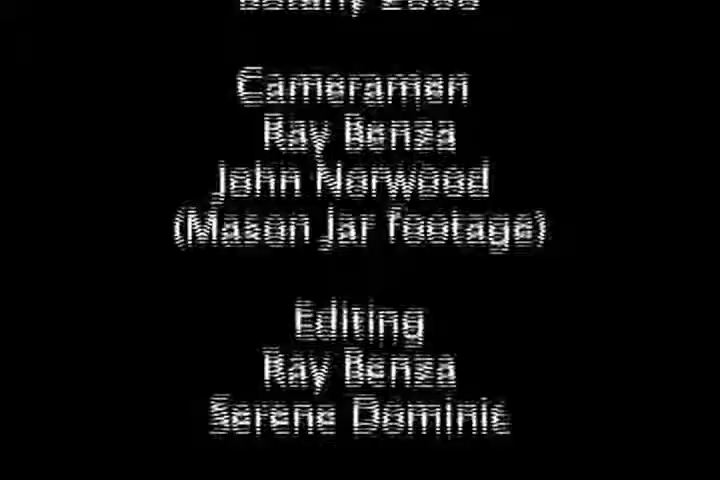 Cameramen
Ray Benza
John Norwood
(Mason Jar footage)
Editing
Ray Benza
Serene Dominic